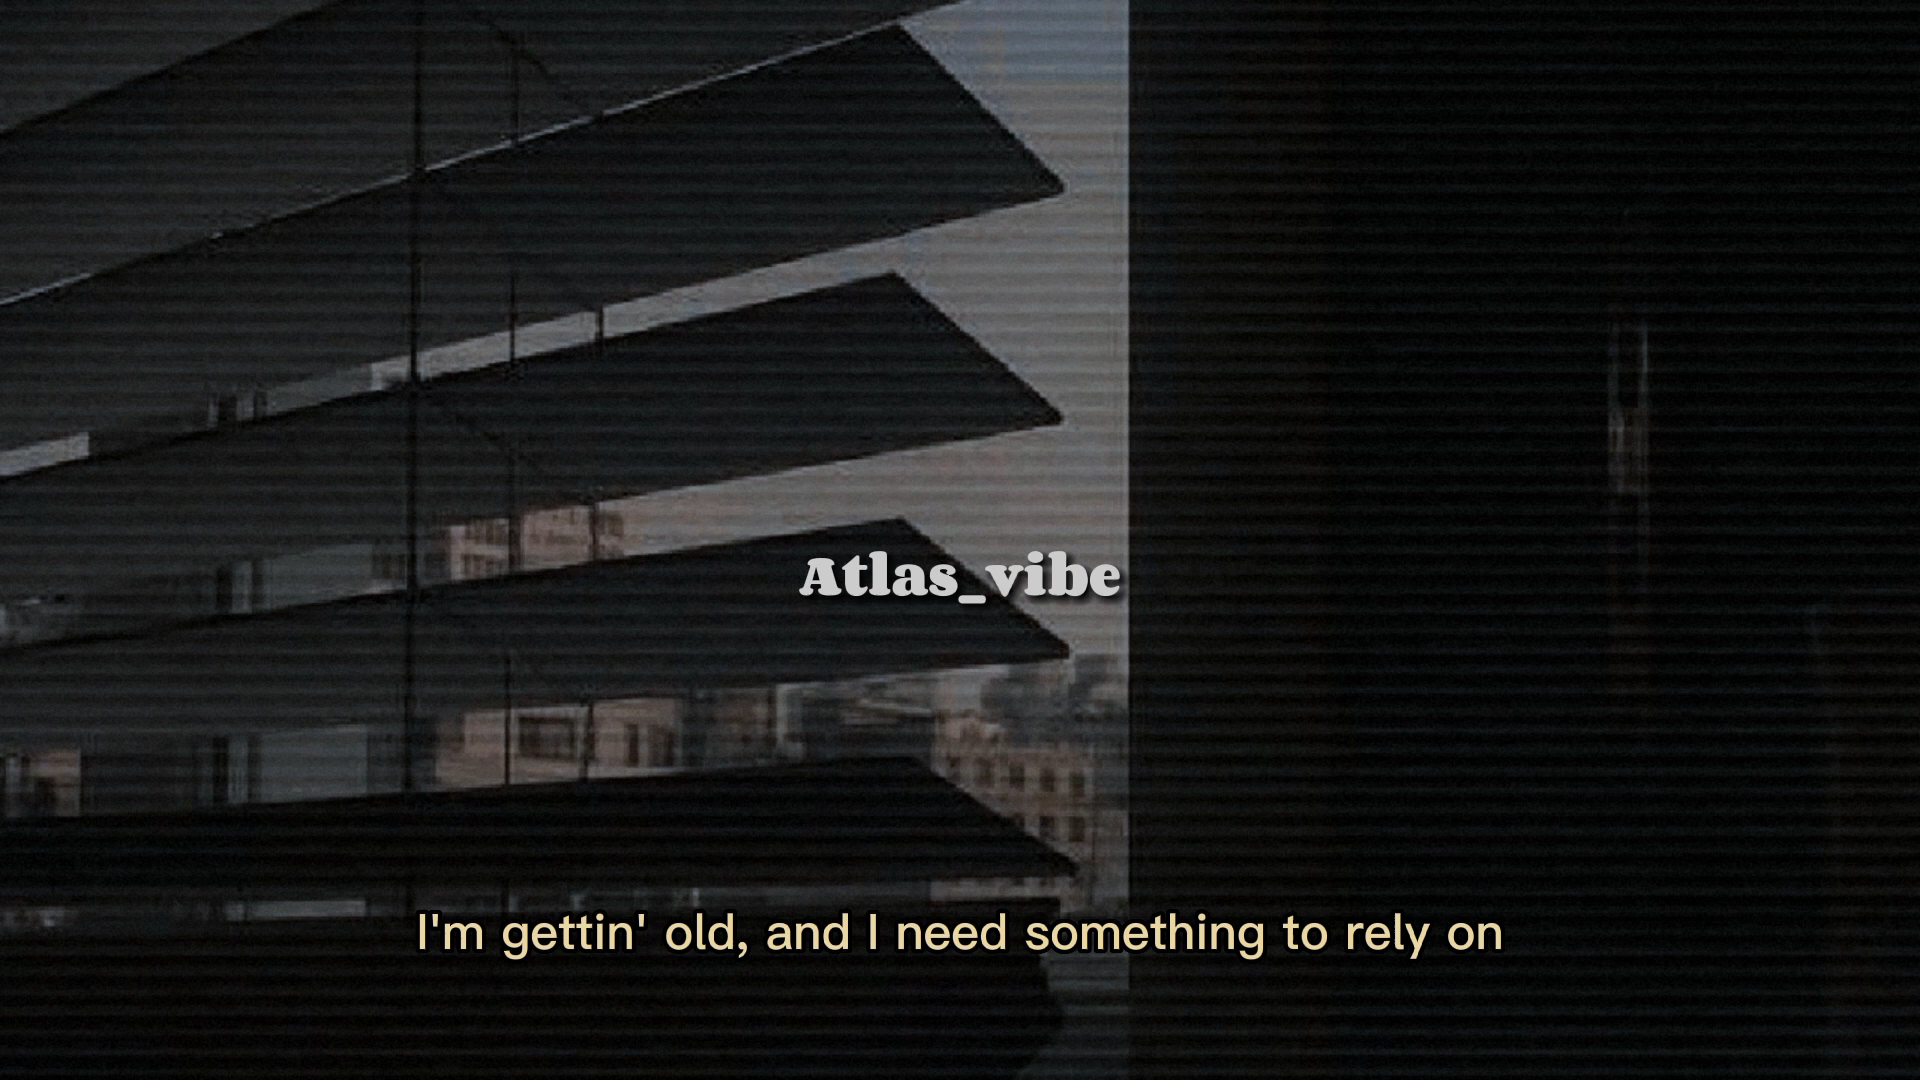 Atlas_vibe
I'm gettin' old, and I need something to rely on